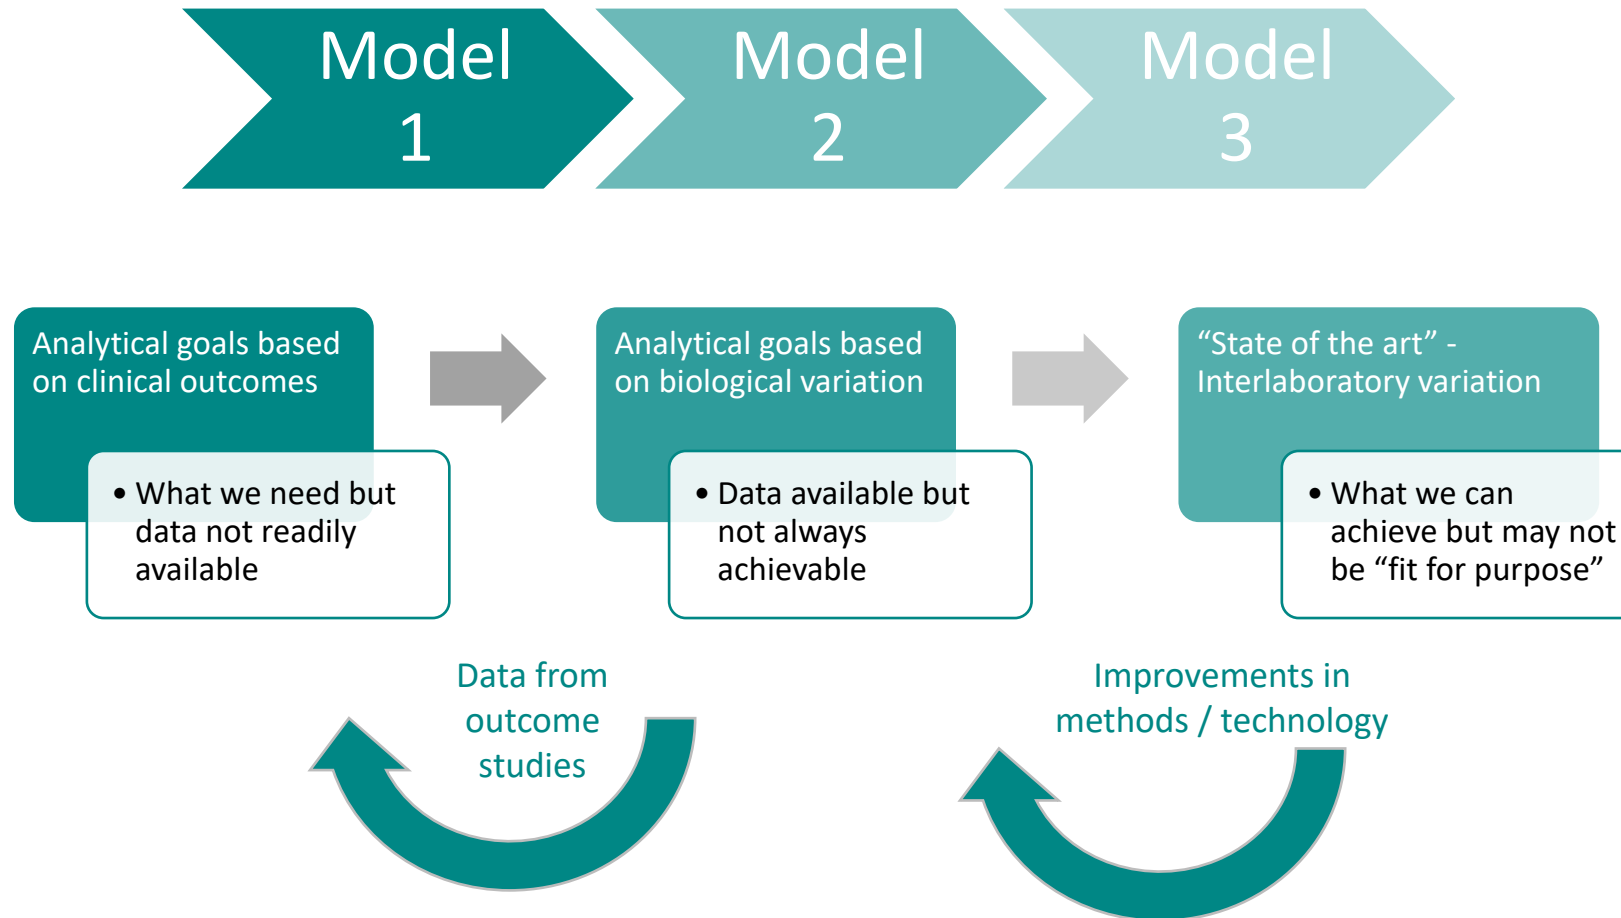 Model
1
Model
2
Model
3
Analytical goals based
on clinical outcomes
• What we need but
data not readily
available
Analytical goals based
on biological variation
• Data available but
not always
achievable
“State of the art” -
Interlaboratory variation
• What we can
achieve but may not
be “fit for purpose”
Data from
outcome
studies
Improvements in
methods / technology